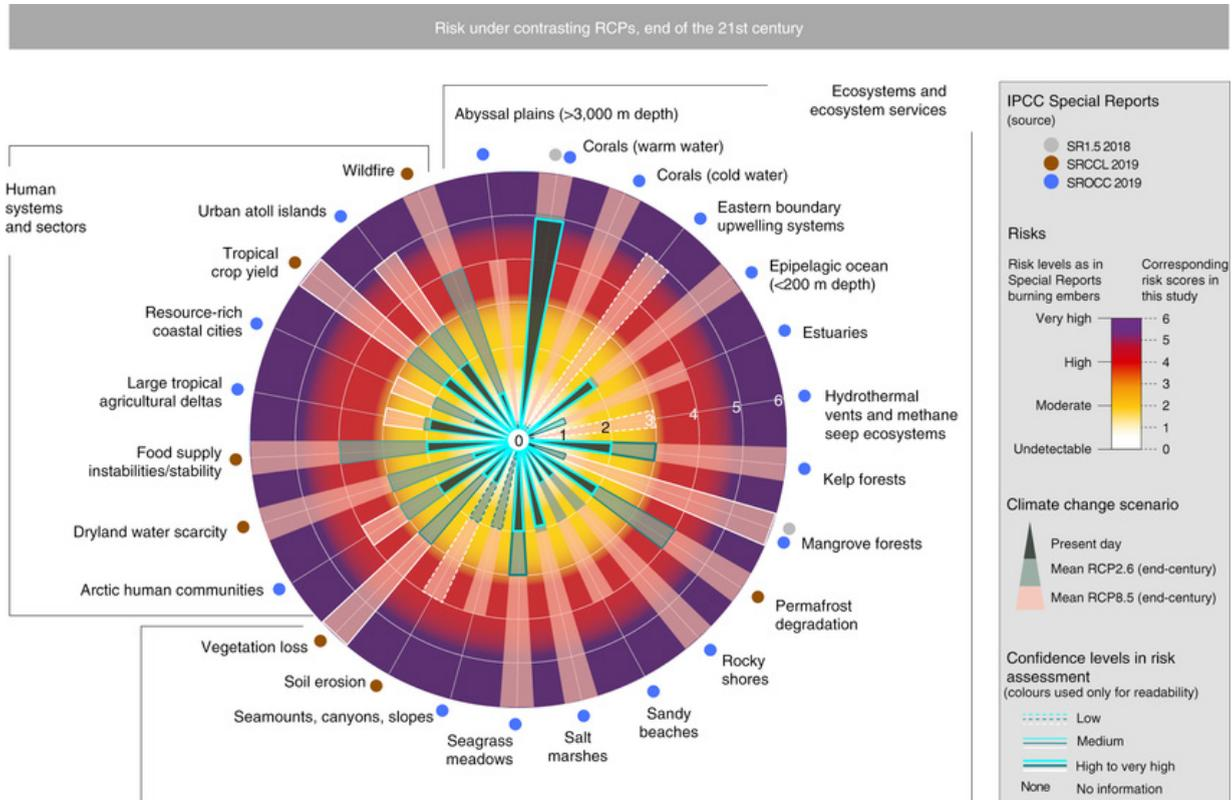 Risk under contrasting RCPs, end of the 21st century
Ecosystems and
ecosystem services
Abyssal plains (>3,000 m depth)
Corals (warm water)
Corals (cold water)
Eastern boundary
upwelling systems
Epipelagic ocean
(<200 m depth)
Estuaries
Hydrothermal
vents and methane
seep ecosystems
Kelp forests
Mangrove forests
Permafrost
degradation
Rocky
shores
Sandy
beaches
Salt
marshes
Seagrass
meadows
Seamounts, canyons, slopes
Soil erosion
Vegetation loss
Human
systems
and sectors
Wildfire
Urban atoll islands
Tropical
crop yield
Resource-rich
coastal cities
Large tropical
agricultural deltas
Food supply
instabilities/stability
Dryland water scarcity
Arctic human communities
0 1 2 3 4 5 6
IPCC Special Reports
(source)
SR1.5 2018
SRCCL 2019
SROCC 2019
Risks
Risk levels as in
Special Reports
burning embers
Corresponding
risk scores in
this study
Very high
High
Moderate
Undetectable
6
5
4
3
2
1
0
Climate change scenario
Present day
Mean RCP2.6 (end-century)
Mean RCP8.5 (end-century)
Confidence levels in risk
assessment
(colours used only for readability)
Low
Medium
High to very high
None No information